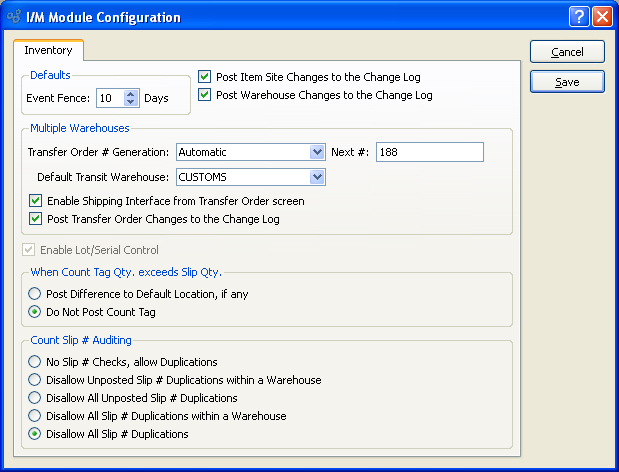 I/M Module Configuration
Inventory
Cancel
Save
Defaults
Event Fence: 10 Days
Post Item Site Changes to the Change Log
Post Warehouse Changes to the Change Log
Multiple Warehouses
Transfer Order # Generation: Automatic Next #: 188
Default Transit Warehouse: CUSTOMS
Enable Shipping Interface from Transfer Order screen
Post Transfer Order Changes to the Change Log
Enable Lot/Serial Control
When Count Tag Qty. exceeds Slip Qty.
Post Difference to Default Location, if any
Do Not Post Count Tag
Count Slip # Auditing
No Slip # Checks, allow Duplications
Disallow Unposted Slip # Duplications within a Warehouse
Disallow All Unposted Slip # Duplications
Disallow All Slip # Duplications within a Warehouse
Disallow All Slip # Duplications